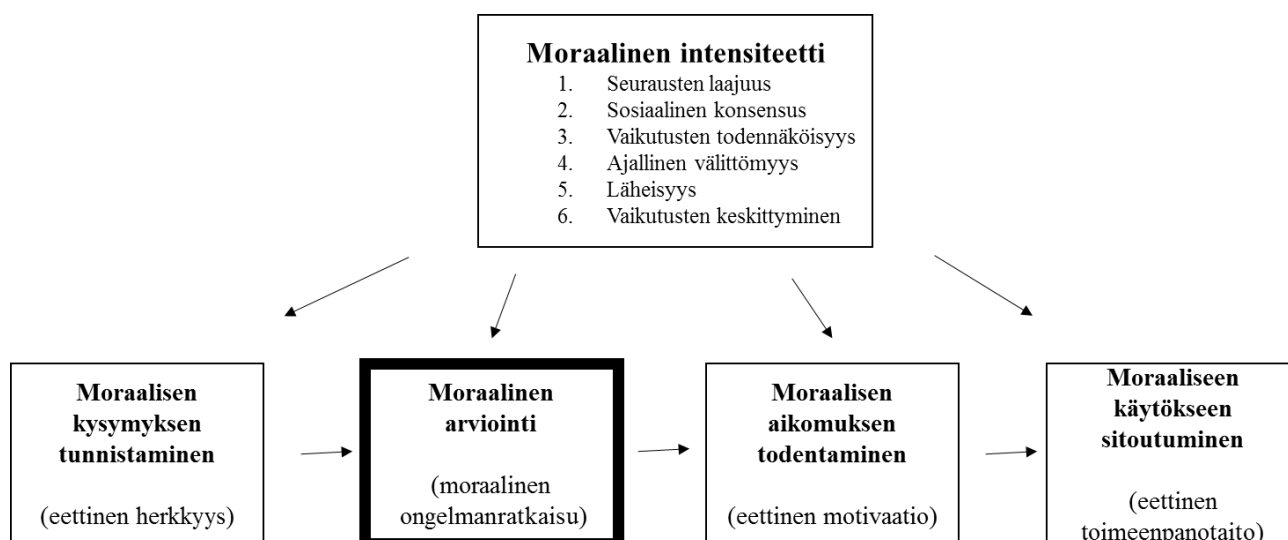 Moraalinen intensiteetti
1. Seurausten laajuus
2. Sosiaalinen konsensus
3. Vaikutusten todennäköisyys
4. Ajallinen välittömyys
5. Läheisyys
6. Vaikutusten keskittyminen
Moraalisen
kysymyksen
tunnistaminen
(eettinen herkkyys)
Moraalinen
arviointi
(moraalinen
ongelmanratkaisu)
Moraalisen
aikomuksen
todentaminen
(eettinen motivaatio)
Moraaliseen
käytökseen
sitoutuminen
(eettinen
toimeenpanotaito)